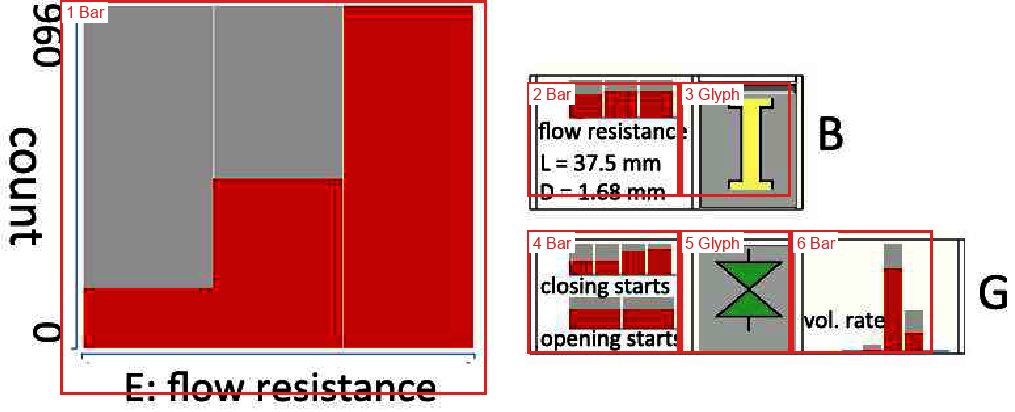 1 Bar
960
count
0
E: flow resistance
2 Bar
3 Glyph
flow resistance
L = 37.5 mm
D = 1.68 mm
B
4 Bar
5 Glyph
6 Bar
closing starts
opening starts
vol. rate
G